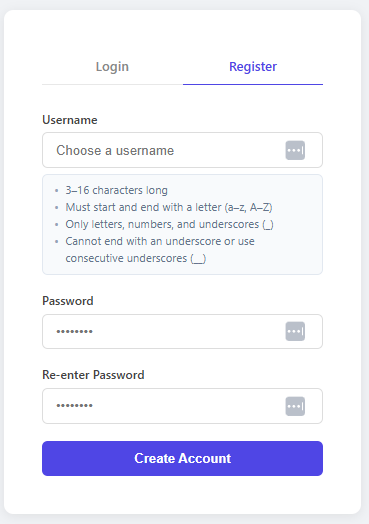 Login Register
Username
Choose a username
• 3–16 characters long
• Must start and end with a letter (a–z, A–Z)
• Only letters, numbers, and underscores (_)
• Cannot end with an underscore or use
consecutive underscores (__)
Password
••••••••
Re-enter Password
••••••••
Create Account